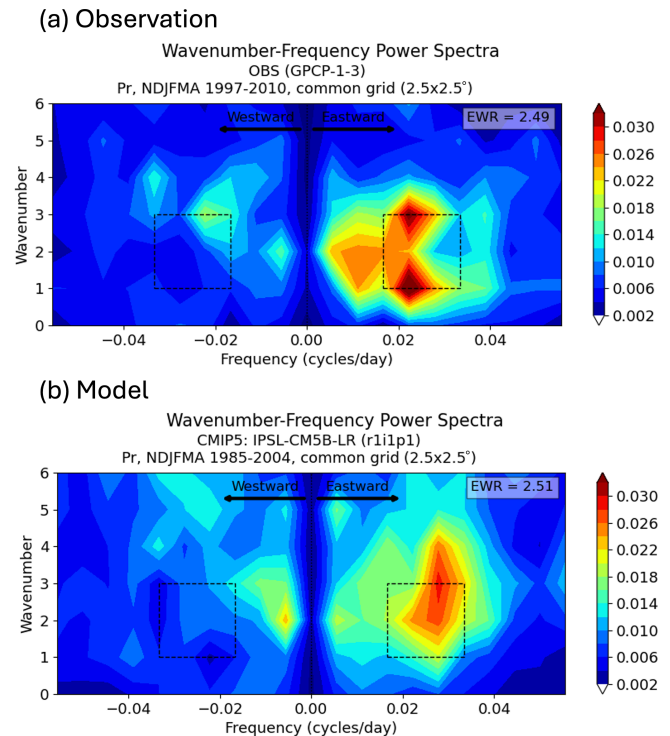 (a) Observation
Wavenumber-Frequency Power Spectra
OBS (GPCP-1-3)
Pr, NDJFMA 1997-2010, common grid (2.5x2.5°)
6
5
4
3
2
1
0
Wavenumber
Westward
Eastward
EWR = 2.49
−0.04
−0.02
0.00
0.02
0.04
Frequency (cycles/day)
0.030
0.026
0.022
0.018
0.014
0.010
0.006
0.002
(b) Model
Wavenumber-Frequency Power Spectra
CMIP5: IPSL-CM5B-LR (r1i1p1)
Pr, NDJFMA 1985-2004, common grid (2.5x2.5°)
6
5
4
3
2
1
0
Wavenumber
Westward
Eastward
EWR = 2.51
−0.04
−0.02
0.00
0.02
0.04
Frequency (cycles/day)
0.030
0.026
0.022
0.018
0.014
0.010
0.006
0.002